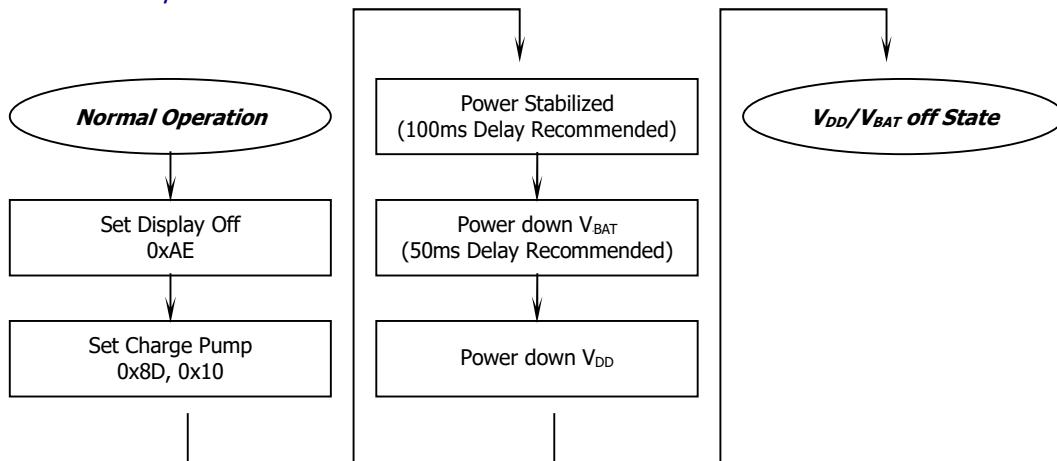 Normal Operation
Set Display Off
0xAE
Set Charge Pump
0x8D, 0x10
Power Stabilized
(100ms Delay Recommended)
Power down VBAT
(50ms Delay Recommended)
Power down VDD
VDD/VBAT off State